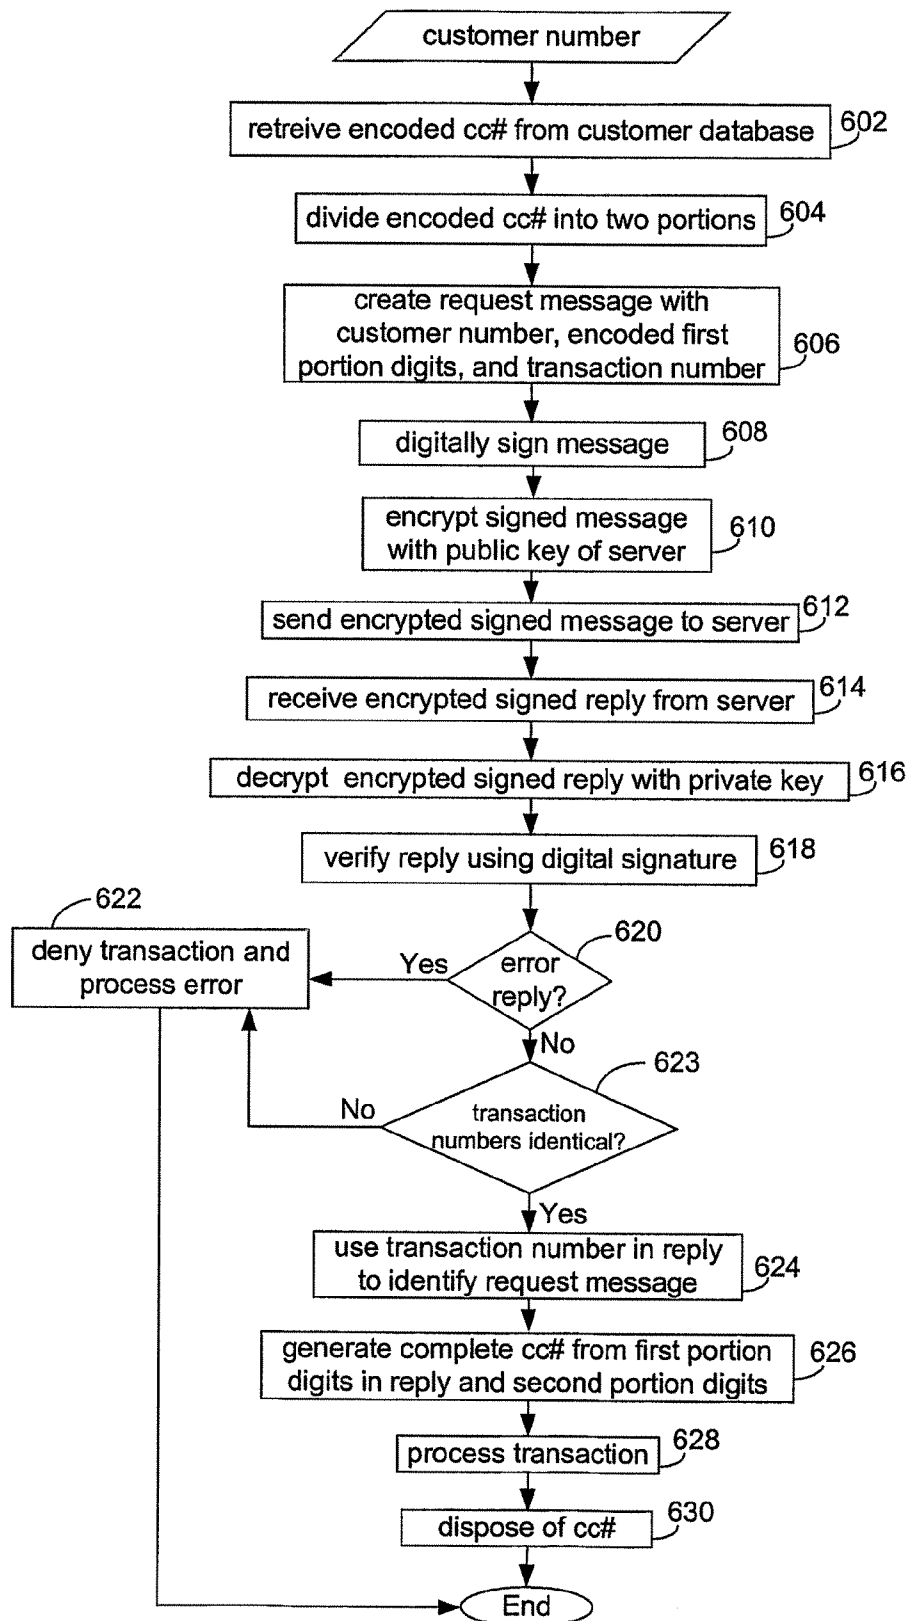 customer number
retreive encoded cc# from customer database
602
divide encoded cc# into two portions
604
create request message with
customer number, encoded first
portion digits, and transaction number
606
digitally sign message
608
encrypt signed message
with public key of server
610
send encrypted signed message to server
612
receive encrypted signed reply from server
614
decrypt encrypted signed reply with private key
616
verify reply using digital signature
618
622
deny transaction and
process error
Yes
error
reply?
620
No
623
No
transaction
numbers identical?
Yes
use transaction number in reply
to identify request message
624
generate complete cc# from first portion
digits in reply and second portion digits
626
process transaction
628
dispose of cc#
630
End